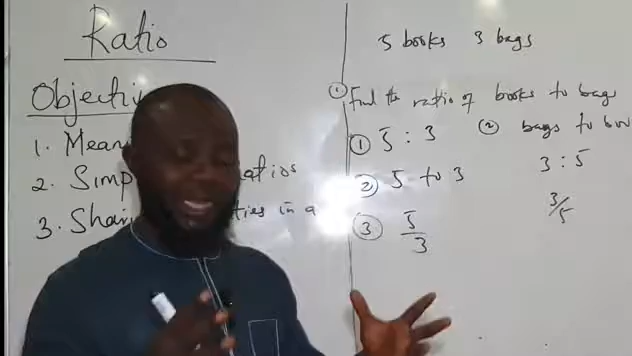 Ratio
Objecti
1. Mean
2. Simp atios
3. Shar ties in a
5 books 3 bags
① Find the ratio of books to bags
① 5 : 3
② 5 to 3
③ 5/3
② bags to boo
3 : 5
3/5